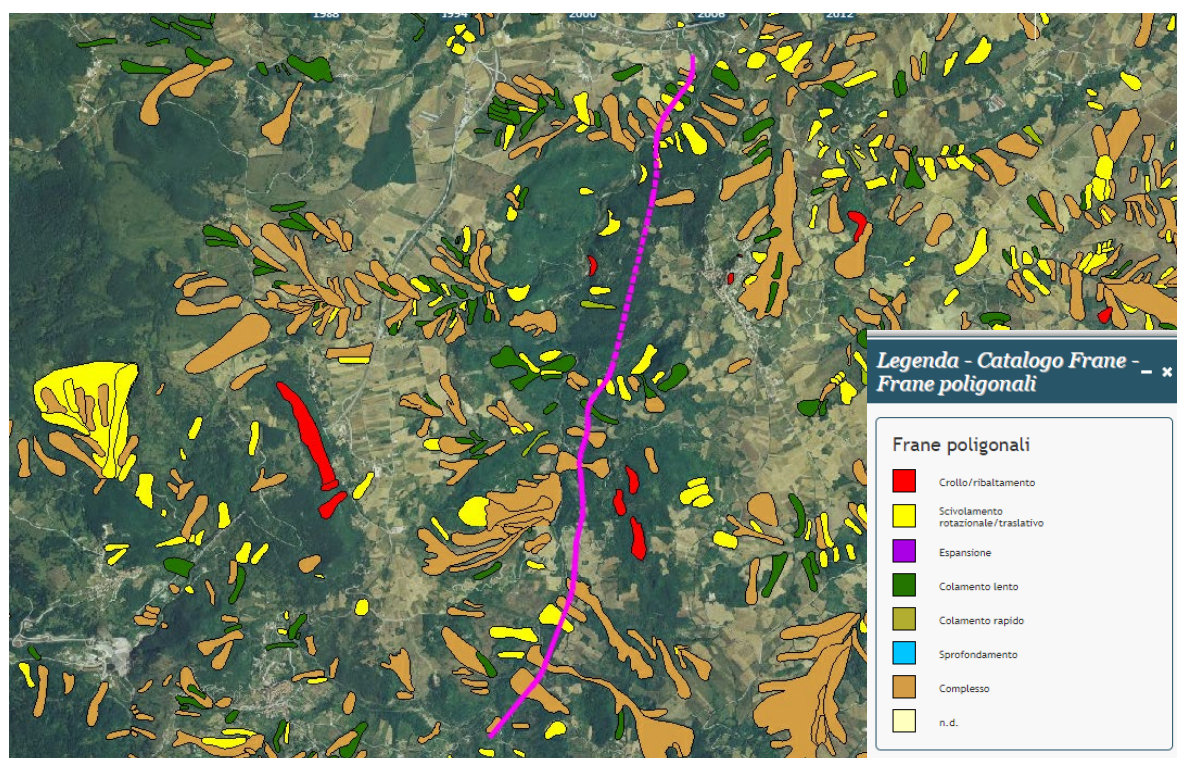 1988 1994 2000 2006 2012
Legenda - Catalogo Frane -
Frane poligonali
Frane poligonali
Crollo/ribaltamento
Scivolamento
rotazionale/traslativo
Espansione
Colamento lento
Colamento rapido
Sprofondamento
Complesso
n.d.